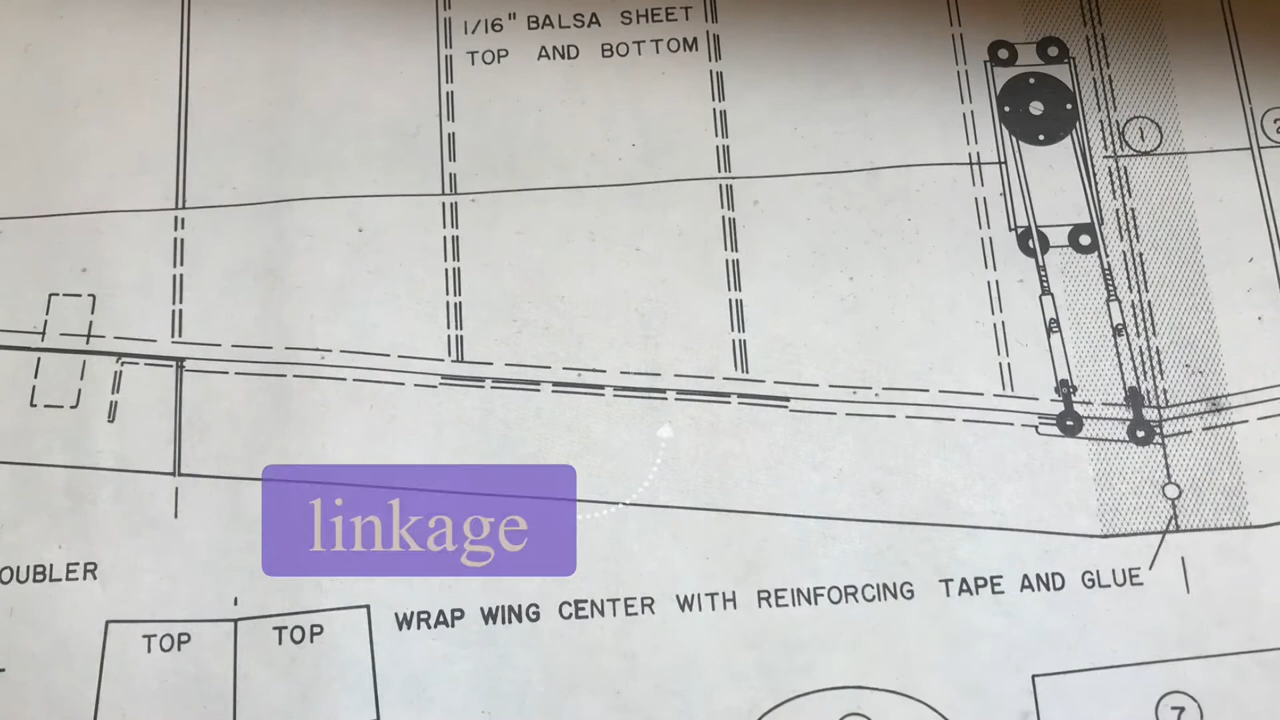 1/16" BALSA SHEET
TOP AND BOTTOM
1
2
linkage
OUBLER
WRAP WING CENTER WITH REINFORCING TAPE AND GLUE
TOP
TOP
7